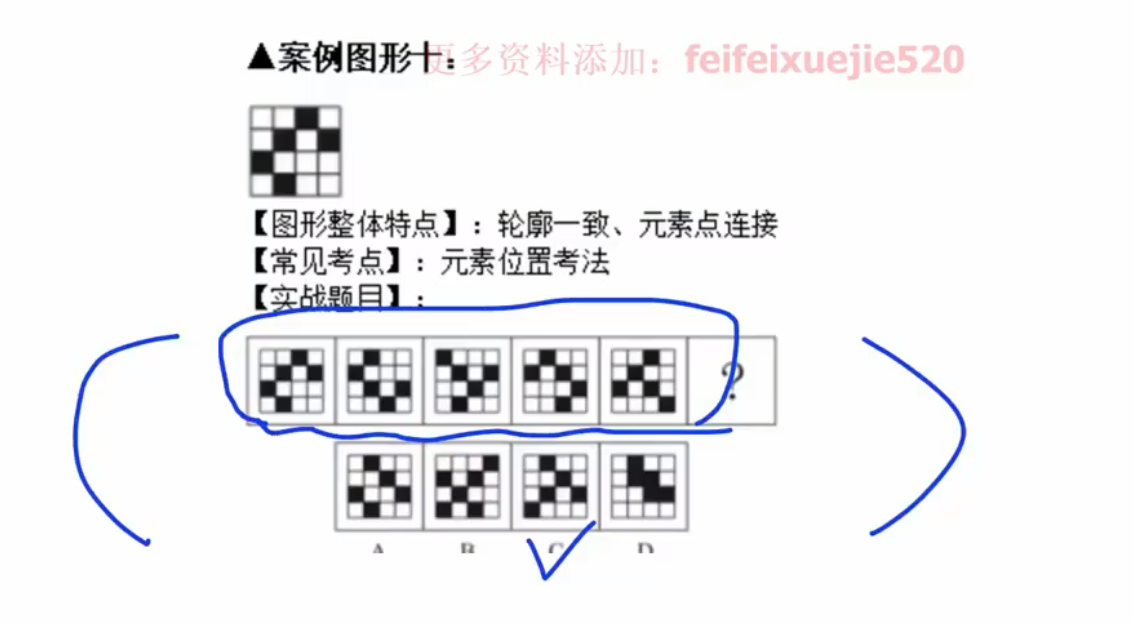 ▲案例图形十：
更多资料添加：feifeixuejie520
【图形整体特点】：轮廓一致、元素点连接
【常见考点】：元素位置考法
【实战题目】：
?
A B C D